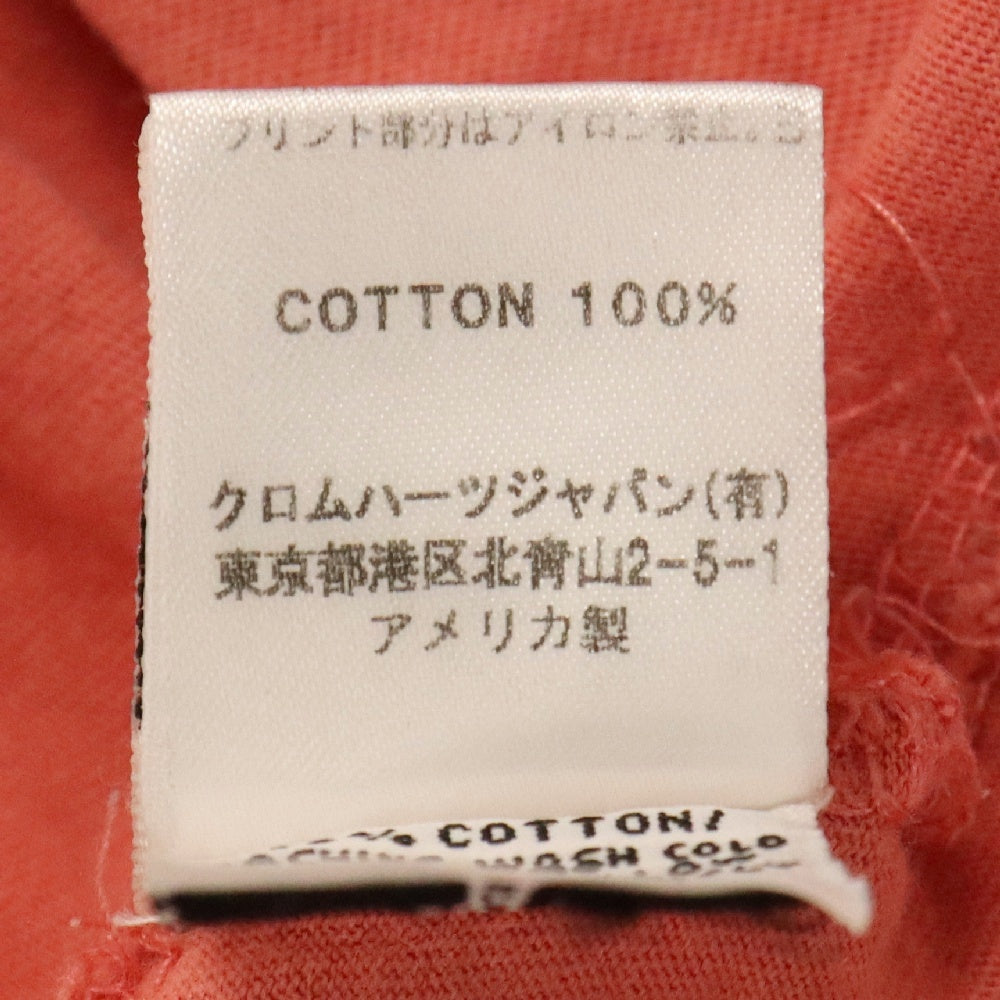 プリント部分はアイロン禁止
COTTON 100%
クロムハーツジャパン(有)
東京都港区北青山2-5-1
アメリカ製
% COTTON!
WASH COLD